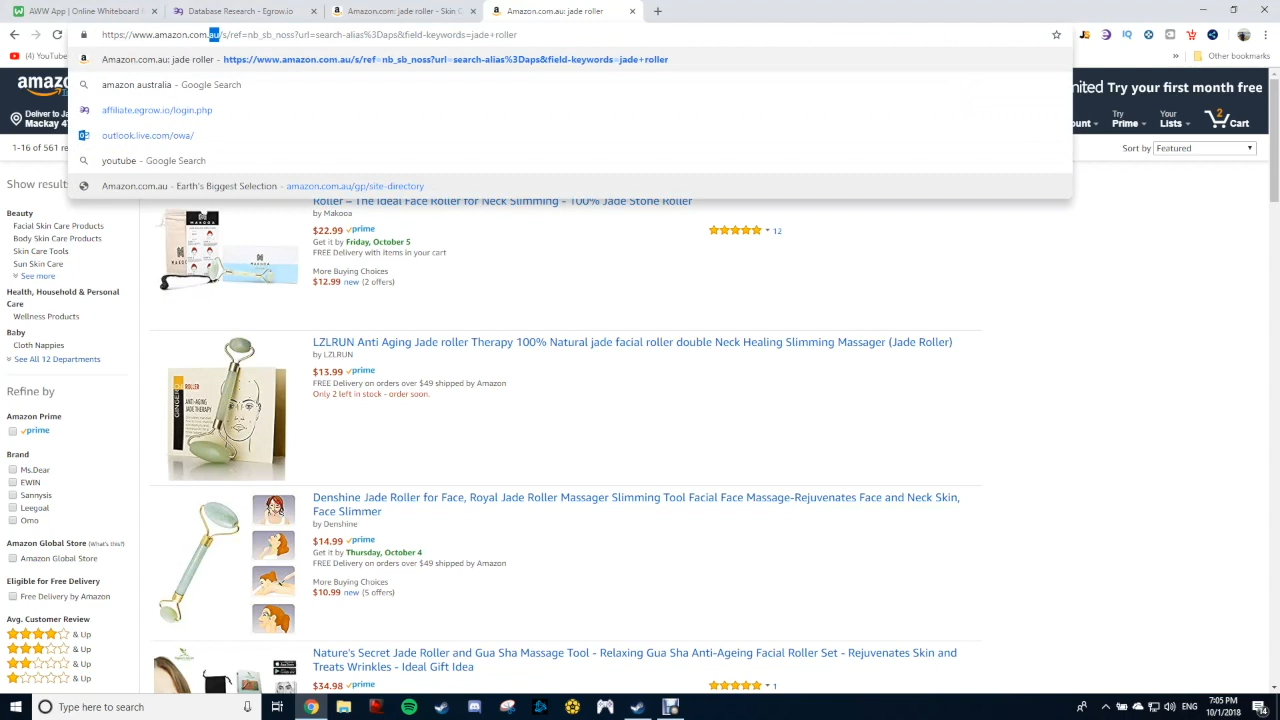 WWW App Comparison - Go
Database Research - Egrow.io
Amazon.com.au - Skin C
Amazon.com.au: jade roller
https://www.amazon.com.au/s/ref=nb_sb_noss?url=search-alias%3Daps&field-keywords=jade+roller
(4) YouTube
Other bookmarks
Amazon.com.au: jade roller - https://www.amazon.com.au/s/ref=nb_sb_noss?url=search-alias%3Daps&field-keywords=jade+roller
amazon australia - Google Search
affiliate.egrow.io/login.php
outlook.live.com/owa/
youtube - Google Search
Amazon.com.au - Earth's Biggest Selection - amazon.com.au/gp/site-directory
Try your first month free
Deliver to
Mackay
Try
Prime
Your
Lists
2
Cart
1-16 of 561
Sort by Featured
Show results
Beauty
Facial Skin Care Products
Body Skin Care Products
Skin Care Tools
Sun Skin Care
See more
Health, Household & Personal
Care
Wellness Products
Baby
Cloth Nappies
See All 12 Departments
Refine by
Amazon Prime
prime
Brand
Ms.Dear
EWIN
Sannysis
Leegoal
Omo
Amazon Global Store (What's this?)
Amazon Global Store
Eligible for Free Delivery
Free Delivery by Amazon
Avg. Customer Review
& Up
& Up
& Up
& Up
Roller – The Ideal Face Roller for Neck Slimming - 100% Jade Stone Roller
by Makooa
$22.99 prime
12
Get it by Friday, October 5
FREE Delivery with items in your cart
More Buying Choices
$12.99 new (2 offers)
MAKOOA
LZLRUN Anti Aging Jade roller Therapy 100% Natural jade facial roller double Neck Healing Slimming Massager (Jade Roller)
by LZLRUN
$13.99 prime
FREE Delivery on orders over $49 shipped by Amazon
Only 2 left in stock - order soon.
ROLLER
ANTI-AGING
JADE THERAPY
Denshine Jade Roller for Face, Royal Jade Roller Massager Slimming Tool Facial Face Massage-Rejuvenates Face and Neck Skin,
Face Slimmer
by Denshine
$14.99 prime
Get it by Thursday, October 4
FREE Delivery on orders over $49 shipped by Amazon
More Buying Choices
$10.99 new (5 offers)
Nature's Secret Jade Roller and Gua Sha Massage Tool - Relaxing Gua Sha Anti-Ageing Facial Roller Set - Rejuvenates Skin and
Treats Wrinkles - Ideal Gift Idea
$34.98 prime
1
Type here to search
7:05 PM
10/1/2018
14